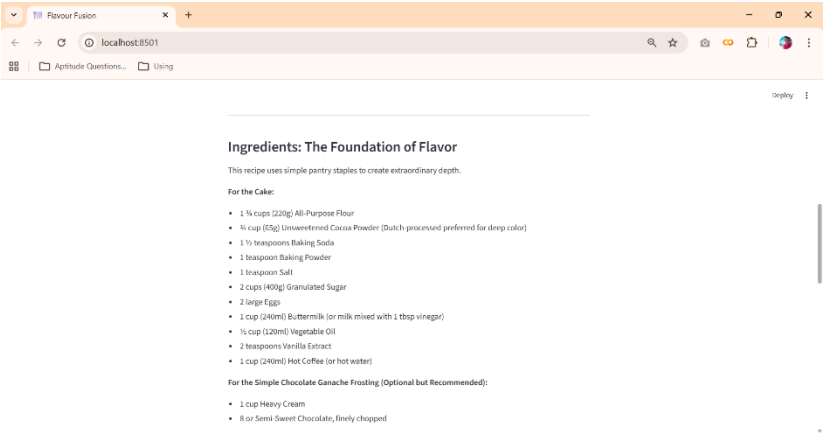 Flavour Fusion
localhost:8501
Aptitude Questions...
Using
Deploy
Ingredients: The Foundation of Flavor
This recipe uses simple pantry staples to create extraordinary depth.
For the Cake:
• 1 ¾ cups (220g) All-Purpose Flour
• ¾ cup (65g) Unsweetened Cocoa Powder (Dutch-processed preferred for deep color)
• 1 ½ teaspoons Baking Soda
• 1 teaspoon Baking Powder
• 1 teaspoon Salt
• 2 cups (400g) Granulated Sugar
• 2 large Eggs
• 1 cup (240ml) Buttermilk (or milk mixed with 1 tbsp vinegar)
• ½ cup (120ml) Vegetable Oil
• 2 teaspoons Vanilla Extract
• 1 cup (240ml) Hot Coffee (or hot water)
For the Simple Chocolate Ganache Frosting (Optional but Recommended):
• 1 cup Heavy Cream
• 8 oz Semi-Sweet Chocolate, finely chopped